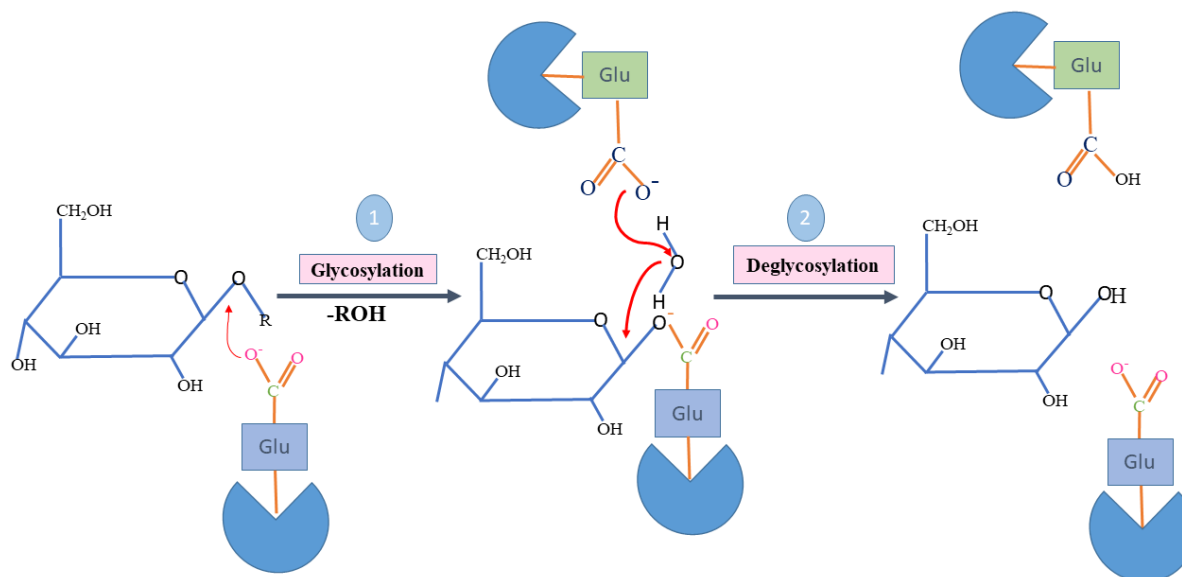 Glu
C
O
O-
Glu
C
O
OH
CH₂OH
O
O
R
OH
OH
OH
1
Glycosylation
-ROH
O-
O
C
Glu
CH₂OH
O
O-
H
O
H
OH
OH
O
C
Glu
2
Deglycosylation
CH₂OH
O
OH
OH
OH
O-
O
C
Glu